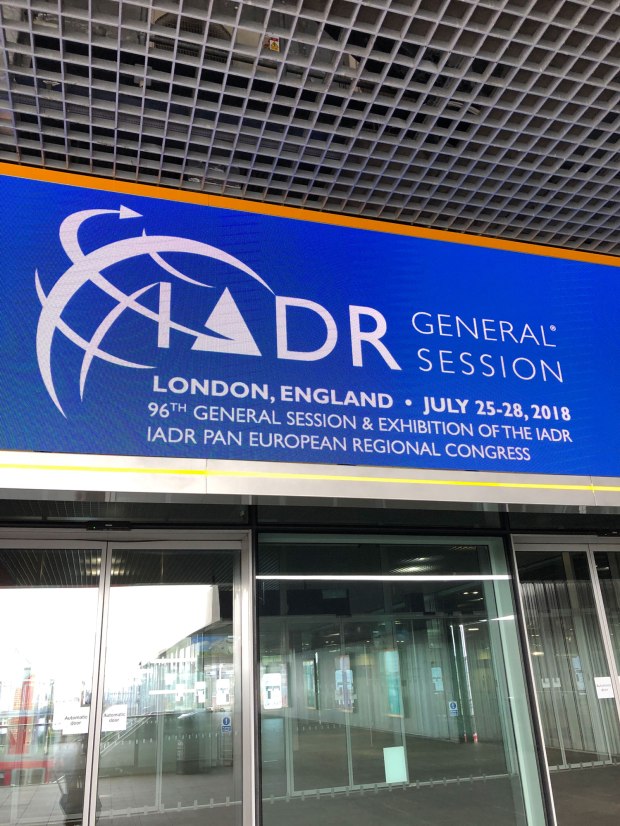 IADR GENERAL®
SESSION
LONDON, ENGLAND • JULY 25-28, 2018
96TH GENERAL SESSION & EXHIBITION OF THE IADR
IADR PAN EUROPEAN REGIONAL CONGRESS
Automatic
door
Automatic
door